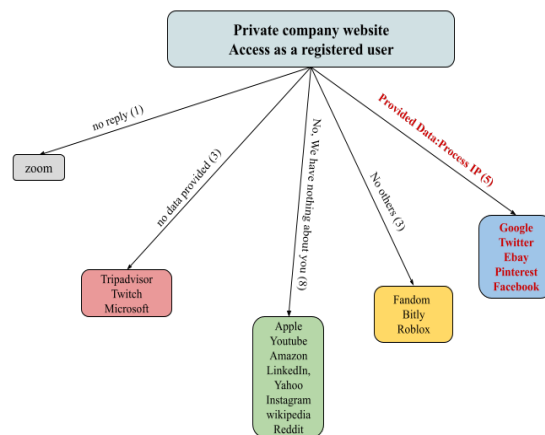 Private company website
Access as a registered user
no reply (1)
no data provided (3)
No, We have nothing about you (8)
No others (3)
Provided Data:Process IP (5)
zoom
Tripadvisor
Twitch
Microsoft
Apple
Youtube
Amazon
LinkedIn,
Yahoo
Instagram
wikipedia
Reddit
Fandom
Bitly
Roblox
Google
Twitter
Ebay
Pinterest
Facebook